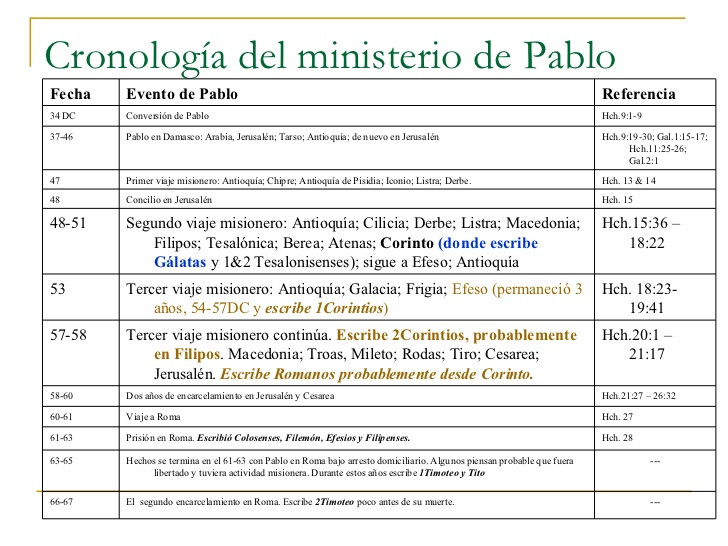 Cronología del ministerio de Pablo
Fecha Evento de Pablo Referencia
34 DC Conversión de Pablo Hch.9:1-9
37-46 Pablo en Damasco: Arabia, Jerusalén; Tarso; Antioquía; de nuevo en Jerusalén Hch.9:19-30; Gal.1:15-17;
Hch.11:25-26;
Gal.2:1
47 Primer viaje misionero: Antioquía; Chipre; Antioquía de Pisidia; Iconio; Listra; Derbe. Hch. 13 & 14
48 Concilio en Jerusalén Hch. 15
48-51 Segundo viaje misionero: Antioquía; Cilicia; Derbe; Listra; Macedonia; Hch.15:36 –
Filipos; Tesalónica; Berea; Atenas; Corinto (donde escribe 18:22
Gálatas y 1&2 Tesalonisenses); sigue a Efeso; Antioquía
53 Tercer viaje misionero: Antioquía; Galacia; Frigia; Efeso (permaneció 3 Hch. 18:23-
años, 54-57DC y escribe 1Corintios) 19:41
57-58 Tercer viaje misionero continúa. Escribe 2Corintios, probablemente Hch.20:1 –
en Filipos. Macedonia; Troas, Mileto; Rodas; Tiro; Cesarea; 21:17
Jerusalén. Escribe Romanos probablemente desde Corinto.
58-60 Dos años de encarcelamiento en Jerusalén y Cesarea Hch.21:27 – 26:32
60-61 Viaje a Roma Hch. 27
61-63 Prisión en Roma. Escribió Colosenses, Filemón, Efesios y Filipenses. Hch. 28
63-65 Hechos se termina en el 61-63 con Pablo en Roma bajo arresto domiciliario. Algunos piensan probable que fuera ---
libertado y tuviera actividad misionera. Durante estos años escribe 1Timoteo y Tito
66-67 El segundo encarcelamiento en Roma. Escribe 2Timoteo poco antes de su muerte. ---